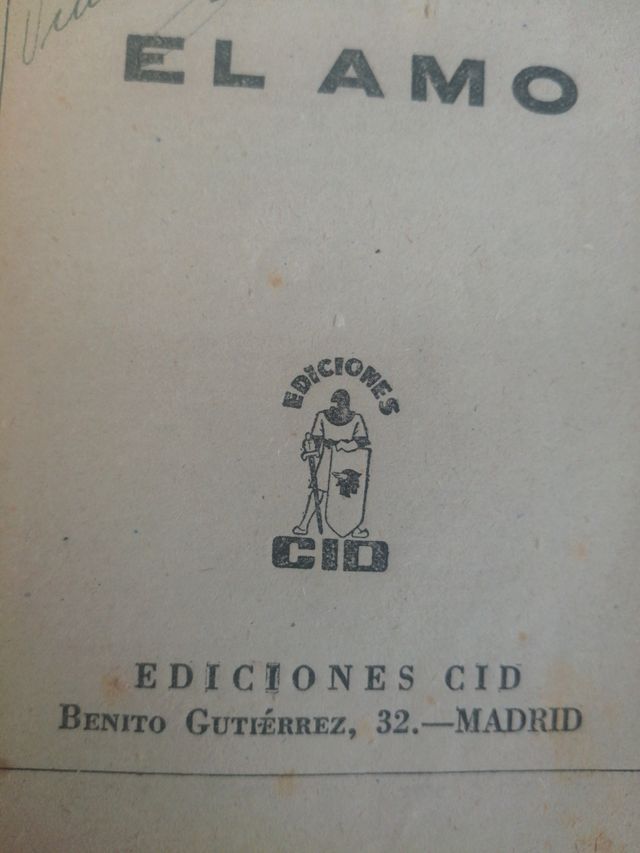 EL AMO
EDICIONES
CID
EDICIONES CID
BENITO GUTIÉRREZ, 32.—MADRID